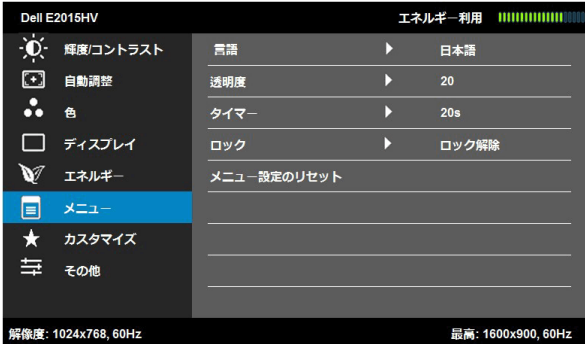 Dell E2015HV エネルギー利用
輝度/コントラスト 言語 日本語
自動調整 透明度 20
色 タイマー 20s
ディスプレイ ロック ロック解除
エネルギー メニュー設定のリセット
メニュー
カスタマイズ
その他
解像度: 1024x768, 60Hz 最高: 1600x900, 60Hz